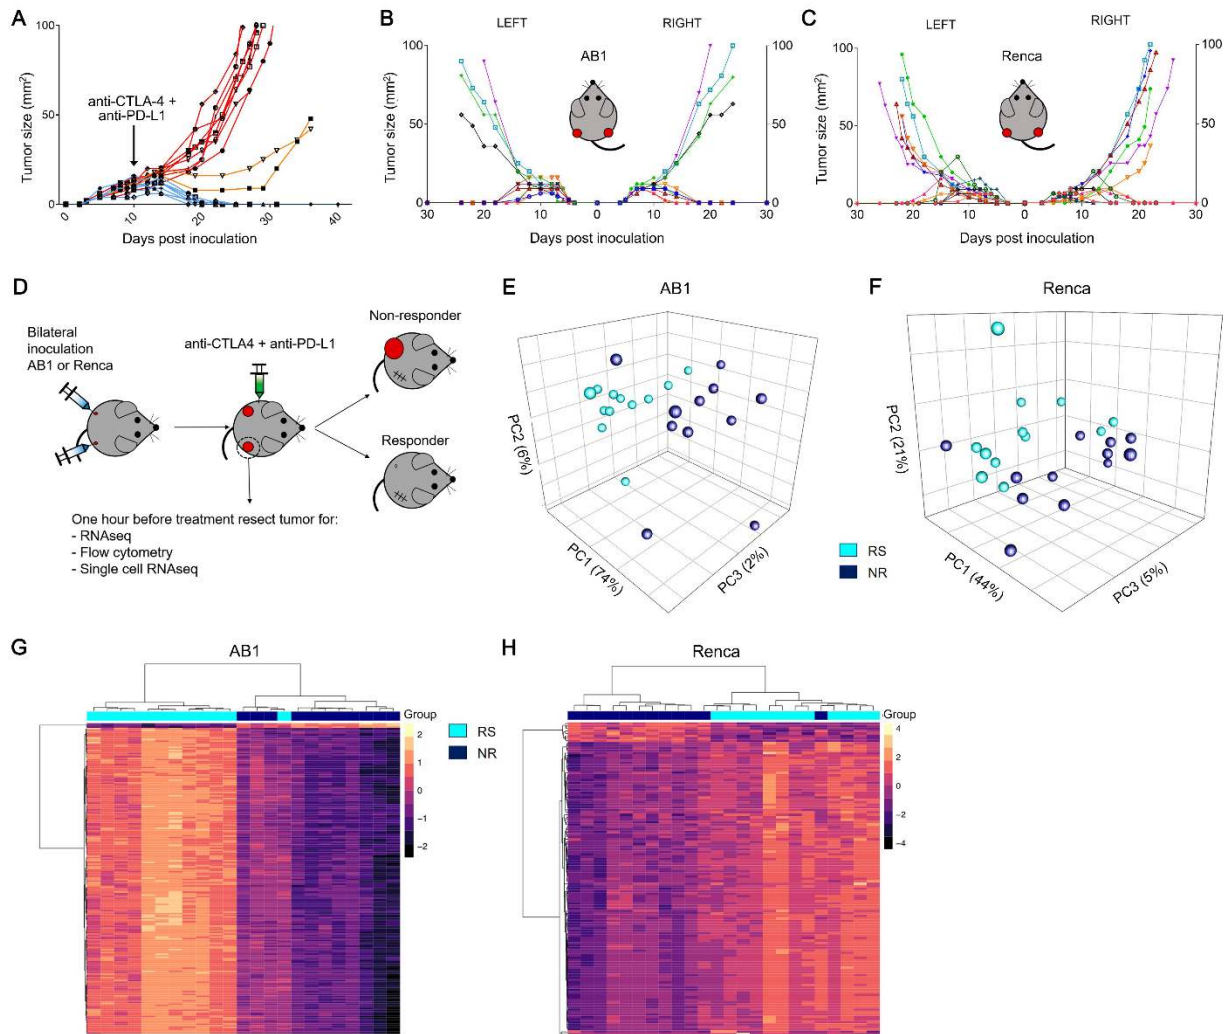 A
Tumor size (mm²)
100
50
0
anti-CTLA-4 +
anti-PD-L1
0 10 20 30 40
Days post inoculation
B
LEFT
RIGHT
AB1
Tumor size (mm²)
100
50
0
100
50
0
30 20 10 0 10 20 30
Days post inoculation
C
LEFT
RIGHT
Renca
Tumor size (mm²)
100
50
0
100
50
0
30 20 10 0 10 20 30
Days post inoculation
D
Bilateral
inoculation
AB1 or Renca
anti-CTLA4 + anti-PD-L1
Non-responder
Responder
One hour before treatment resect tumor for:
- RNAseq
- Flow cytometry
- Single cell RNAseq
E
AB1
PC2 (6%)
PC1 (74%)
PC3 (2%)
RS
NR
F
Renca
PC2 (21%)
PC1 (44%)
PC3 (5%)
G
AB1
Group
2
1
0
−1
−2
RS
NR
H
Renca
Group
4
2
0
−2
−4